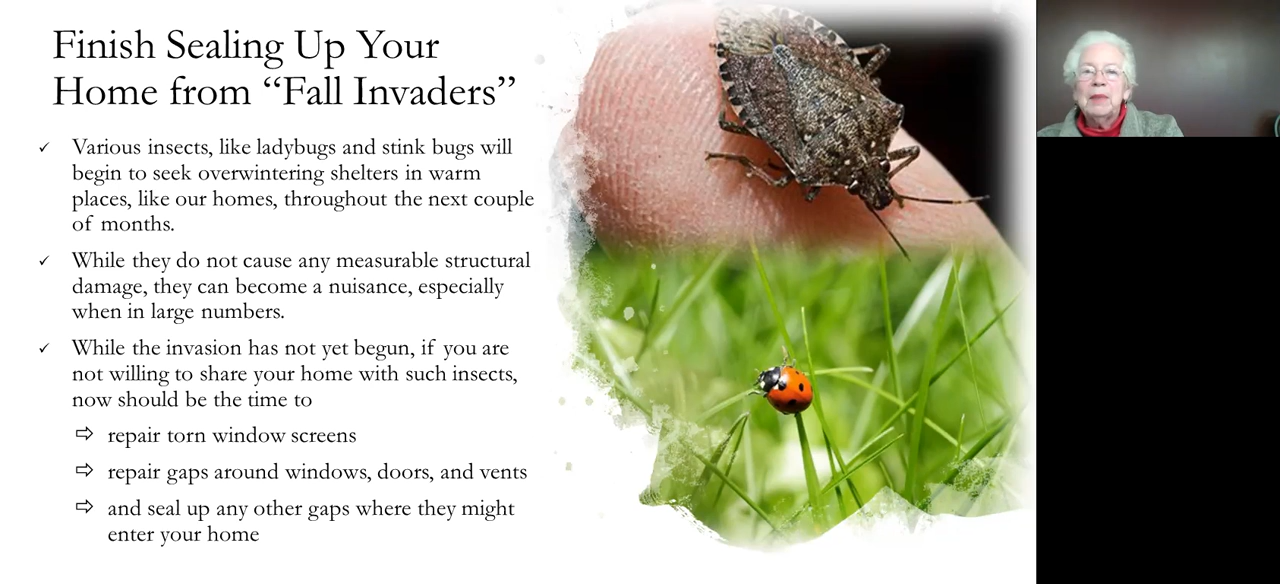 Finish Sealing Up Your
Home from “Fall Invaders”
✓ Various insects, like ladybugs and stink bugs will
begin to seek overwintering shelters in warm
places, like our homes, throughout the next couple
of months.
✓ While they do not cause any measurable structural
damage, they can become a nuisance, especially
when in large numbers.
✓ While the invasion has not yet begun, if you are
not willing to share your home with such insects,
now should be the time to
⇨ repair torn window screens
⇨ repair gaps around windows, doors, and vents
⇨ and seal up any other gaps where they might
enter your home